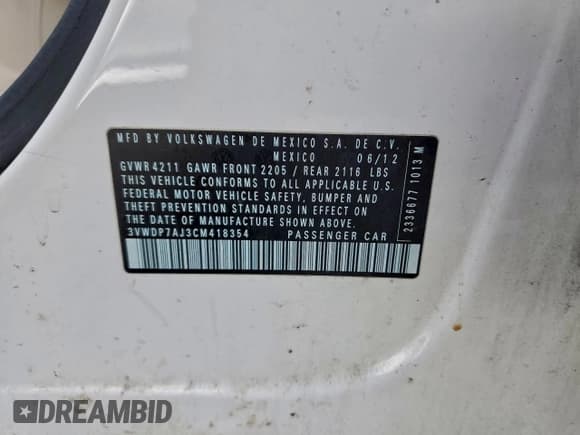 MFD BY VOLKSWAGEN DE MEXICO S.A. DE C.V.
MEXICO 06/12
GVWR 4211 GAWR FRONT 2205 / REAR 2116 LBS
THIS VEHICLE CONFORMS TO ALL APPLICABLE U.S.
FEDERAL MOTOR VEHICLE SAFETY, BUMPER AND
THEFT PREVENTION STANDARDS IN EFFECT ON
THE DATE OF MANUFACTURE SHOWN ABOVE.
3VWDP7AJ3CM418354 PASSENGER CAR
2336677 1013 M
DREAMBID